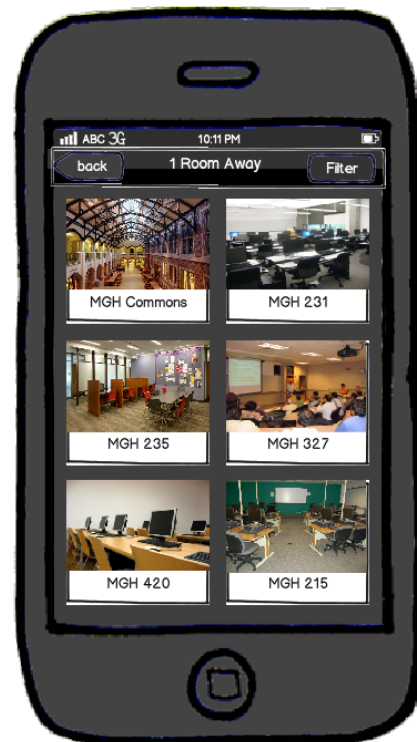 ABC 3G 10:11 PM
back 1 Room Away Filter
MGH Commons MGH 231
MGH 235 MGH 327
MGH 420 MGH 215